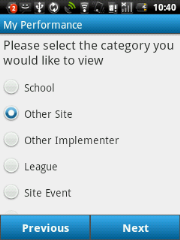 10:40
My Performance
Please select the category you
would like to view
School
Other Site
Other Implementer
League
Site Event
Previous
Next